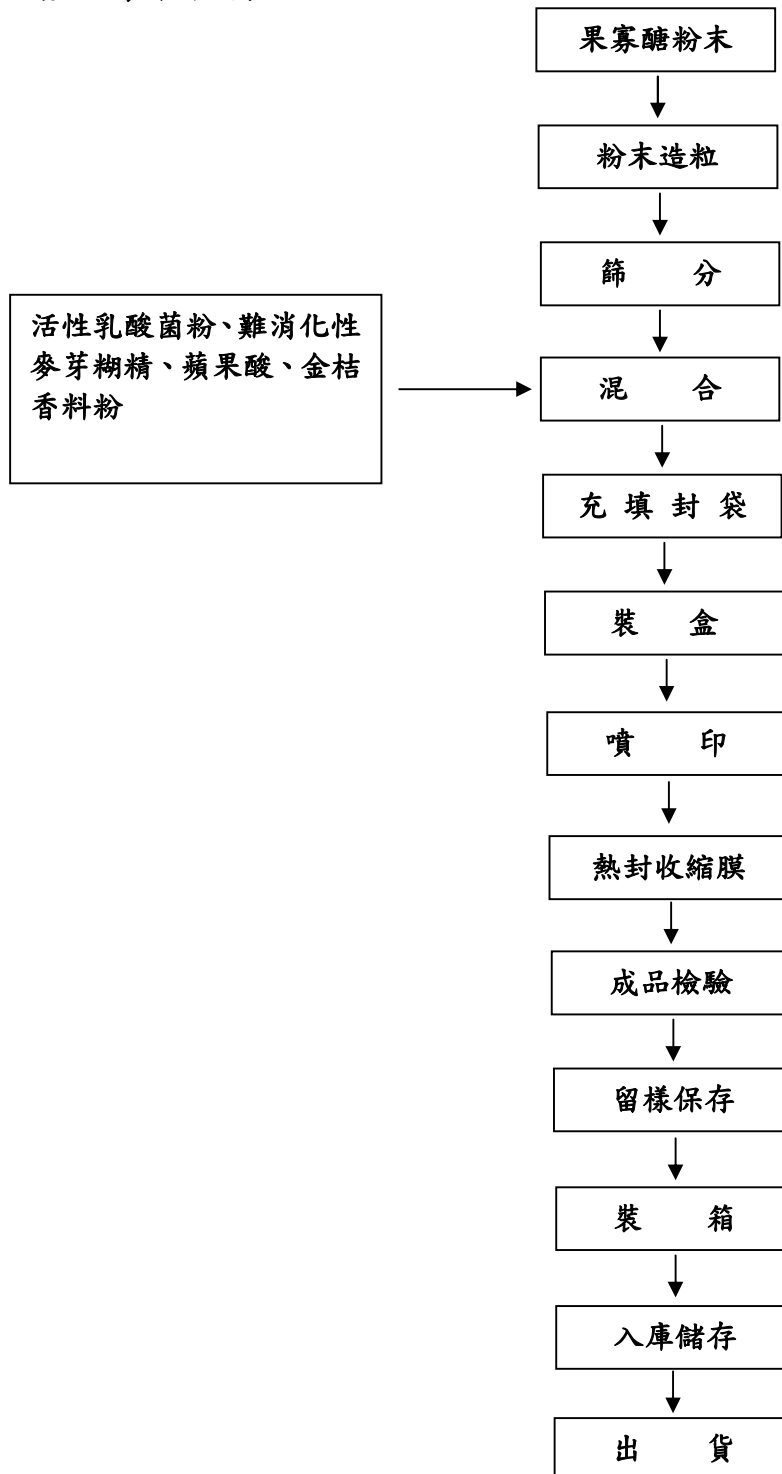 果寡醣粉末
粉末造粒
篩 分
活性乳酸菌粉、難消化性
麥芽糊精、蘋果酸、金桔
香料粉
混 合
充 填 封 袋
裝 盒
噴 印
熱封收縮膜
成品檢驗
留樣保存
裝 箱
入庫儲存
出 貨